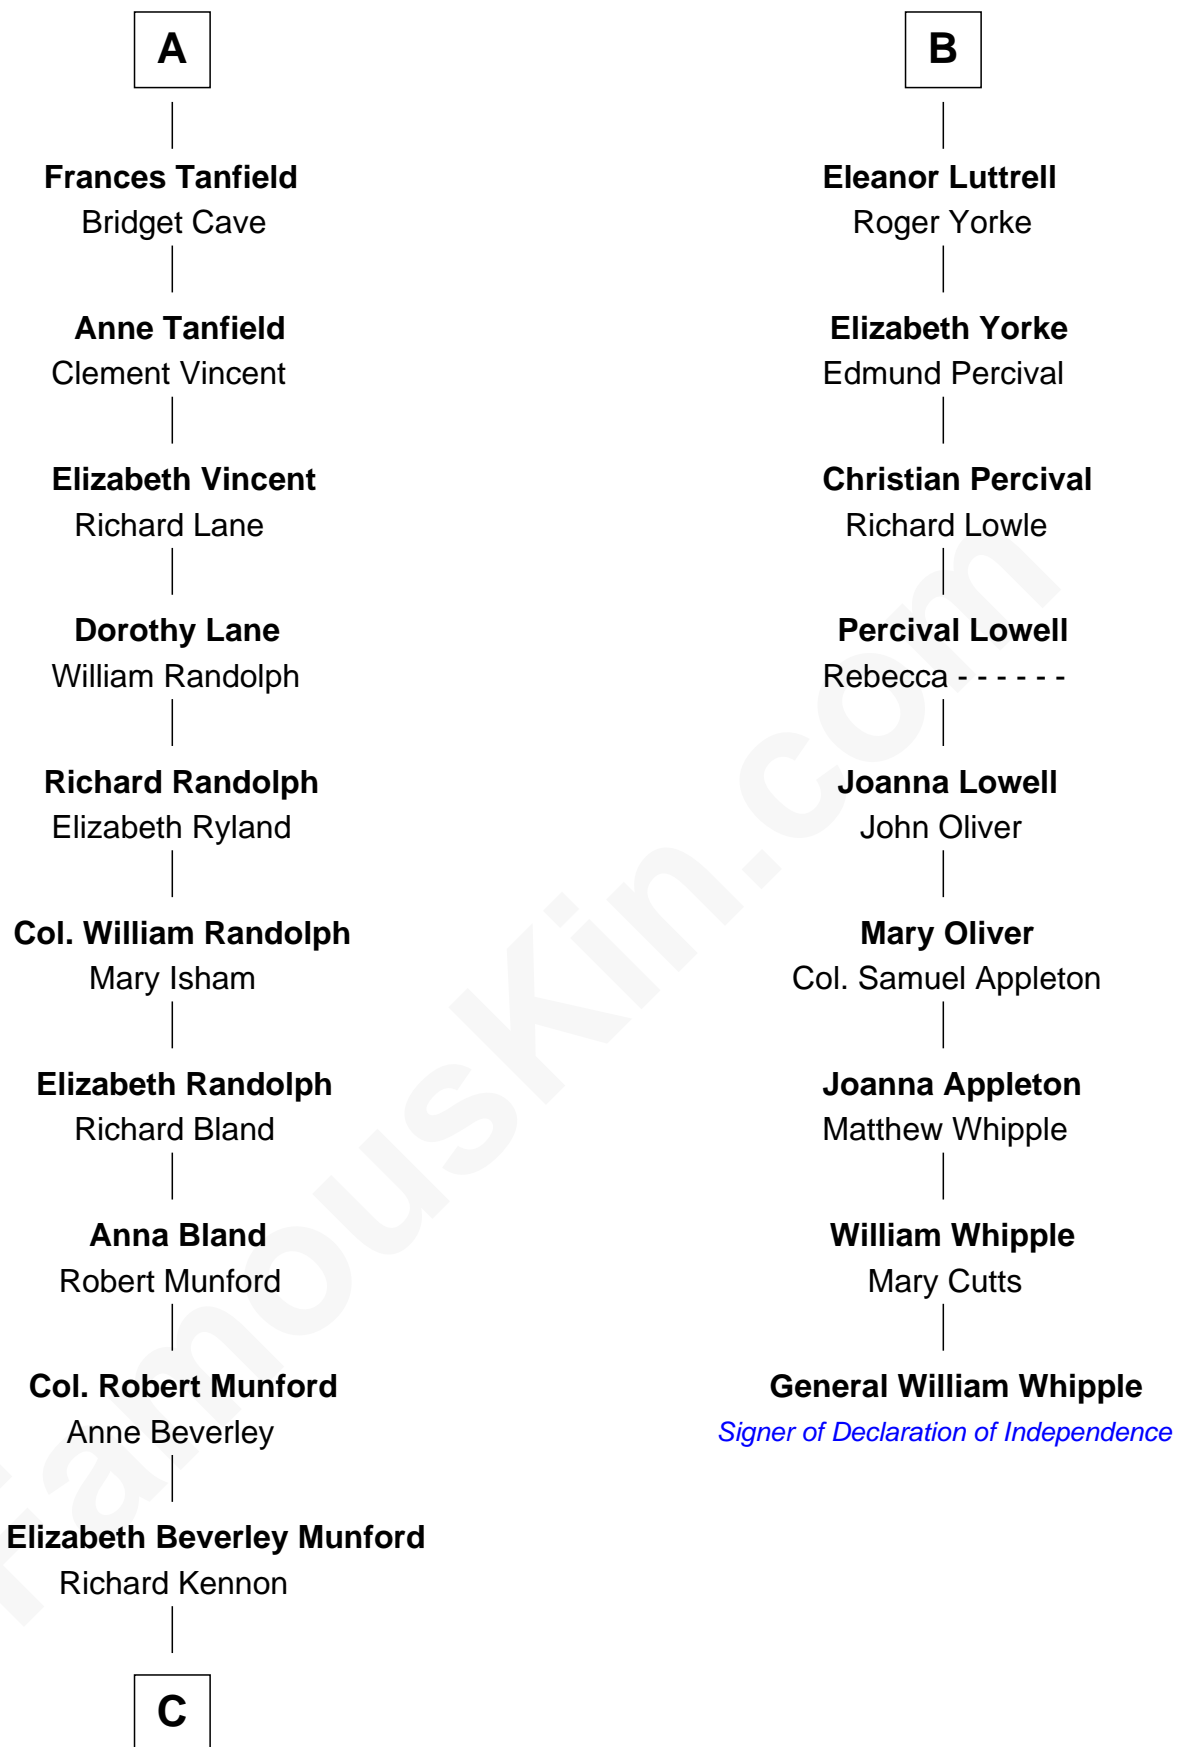 A
Frances Tanfield
Bridget Cave
Anne Tanfield
Clement Vincent
Elizabeth Vincent
Richard Lane
Dorothy Lane
William Randolph
Richard Randolph
Elizabeth Ryland
Col. William Randolph
Mary Isham
Elizabeth Randolph
Richard Bland
Anna Bland
Robert Munford
Col. Robert Munford
Anne Beverley
Elizabeth Beverley Munford
Richard Kennon
C
B
Eleanor Luttrell
Roger Yorke
Elizabeth Yorke
Edmund Percival
Christian Percival
Richard Lowle
Percival Lowell
Rebecca - - - - - -
Joanna Lowell
John Oliver
Mary Oliver
Col. Samuel Appleton
Joanna Appleton
Matthew Whipple
William Whipple
Mary Cutts
General William Whipple
Signer of Declaration of Independence
FamousKin.com